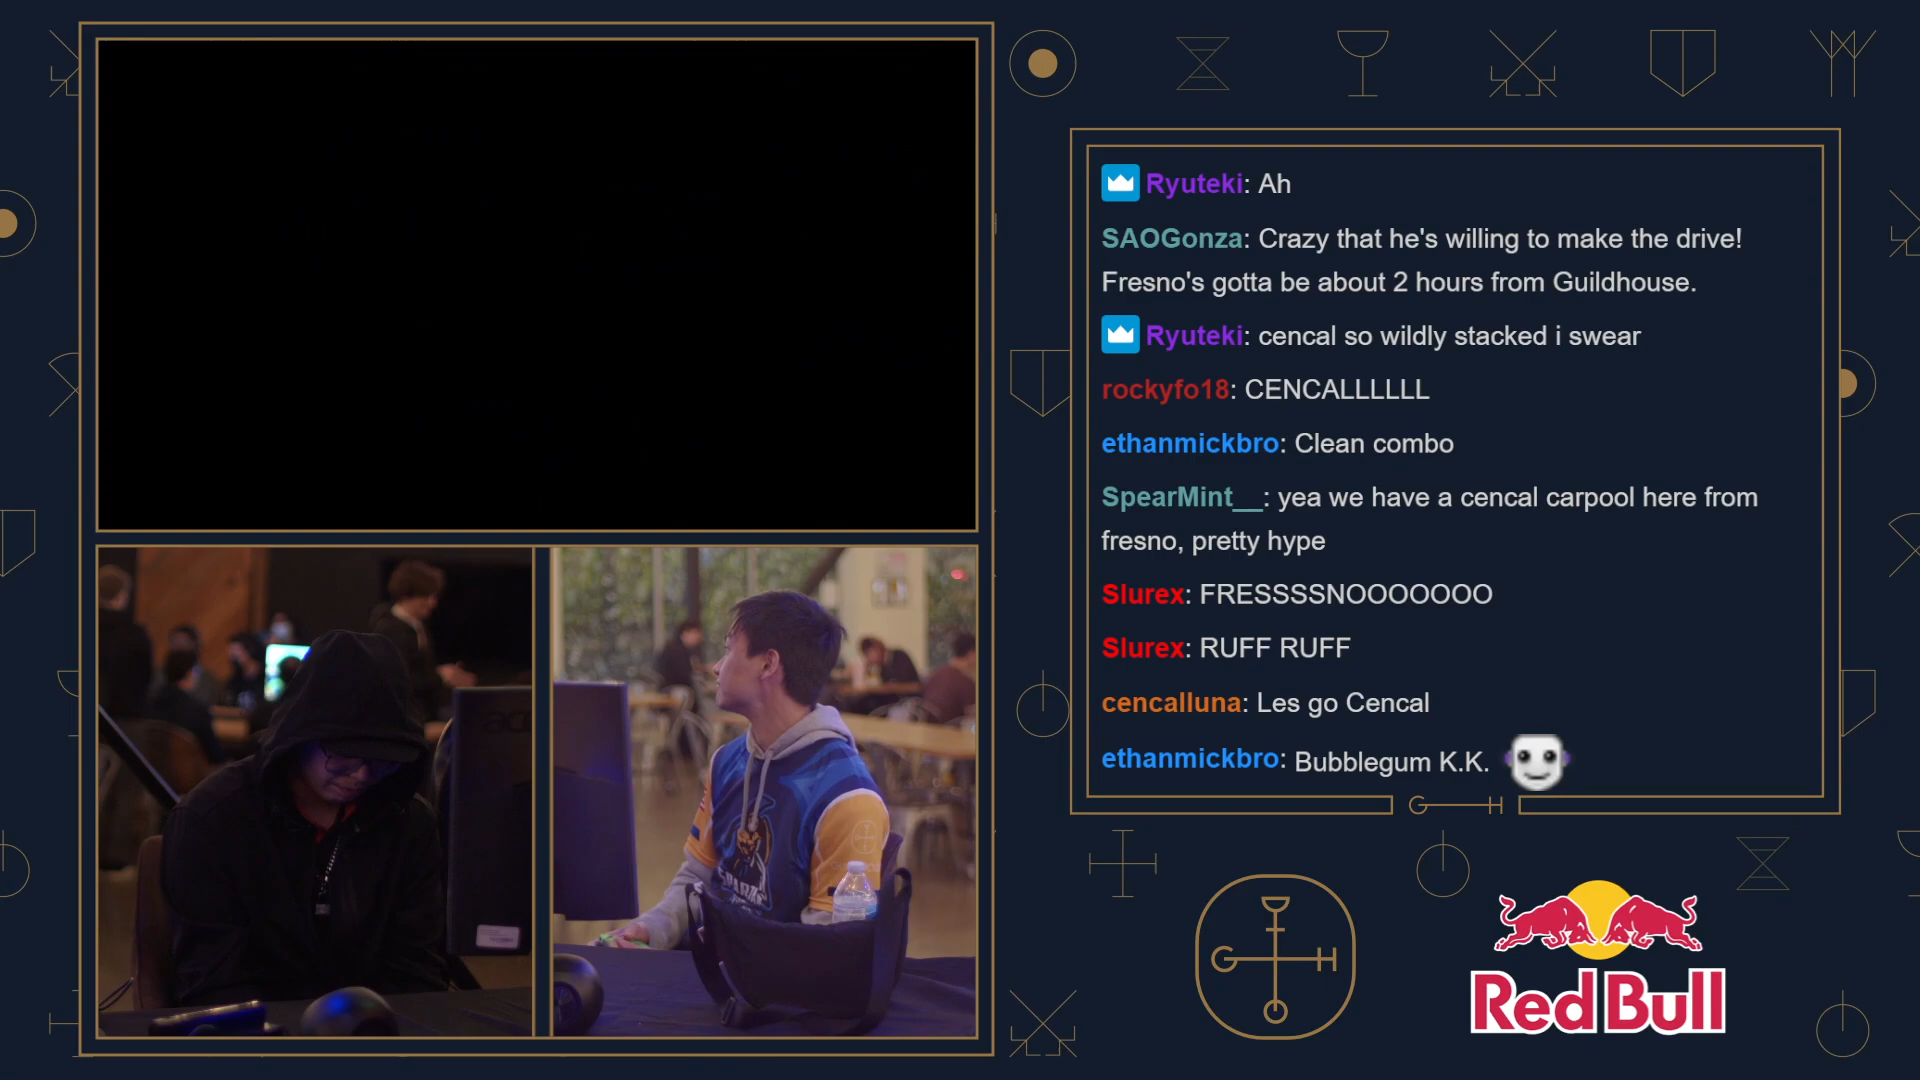 Ryuteki: Ah
SAOGonza: Crazy that he's willing to make the drive!
Fresno's gotta be about 2 hours from Guildhouse.
Ryuteki: cencal so wildly stacked i swear
rockyfo18: CENCALLLLLL
ethanmickbro: Clean combo
SpearMint__: yea we have a cencal carpool here from
fresno, pretty hype
Slurex: FRESSSSNOOOOOOO
Slurex: RUFF RUFF
cencalluna: Les go Cencal
ethanmickbro: Bubblegum K.K.
G H
G H
Red Bull